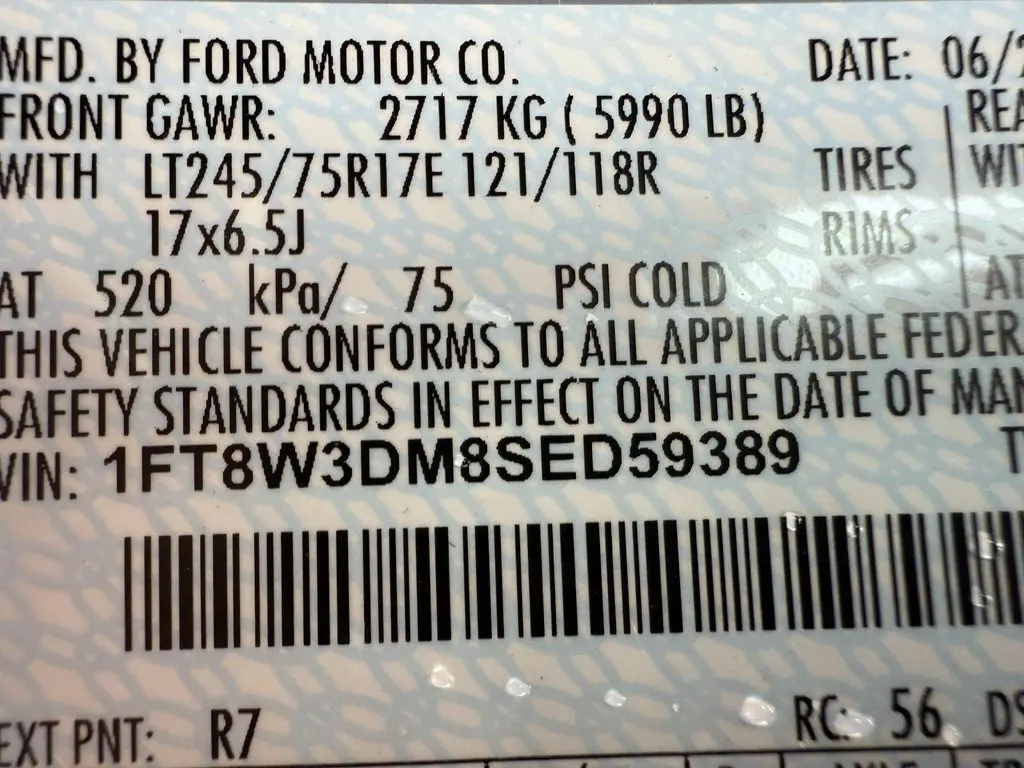 MFD. BY FORD MOTOR CO. DATE: 06/
FRONT GAWR: 2717 KG ( 5990 LB)
WITH LT245/75R17E 121/118R TIRES
17x6.5J RIMS
AT 520 kPa/ 75 PSI COLD
THIS VEHICLE CONFORMS TO ALL APPLICABLE FEDER
SAFETY STANDARDS IN EFFECT ON THE DATE OF MAN
VIN: 1FT8W3DM8SED59389
EXT PNT: R7 RC: 56 DS